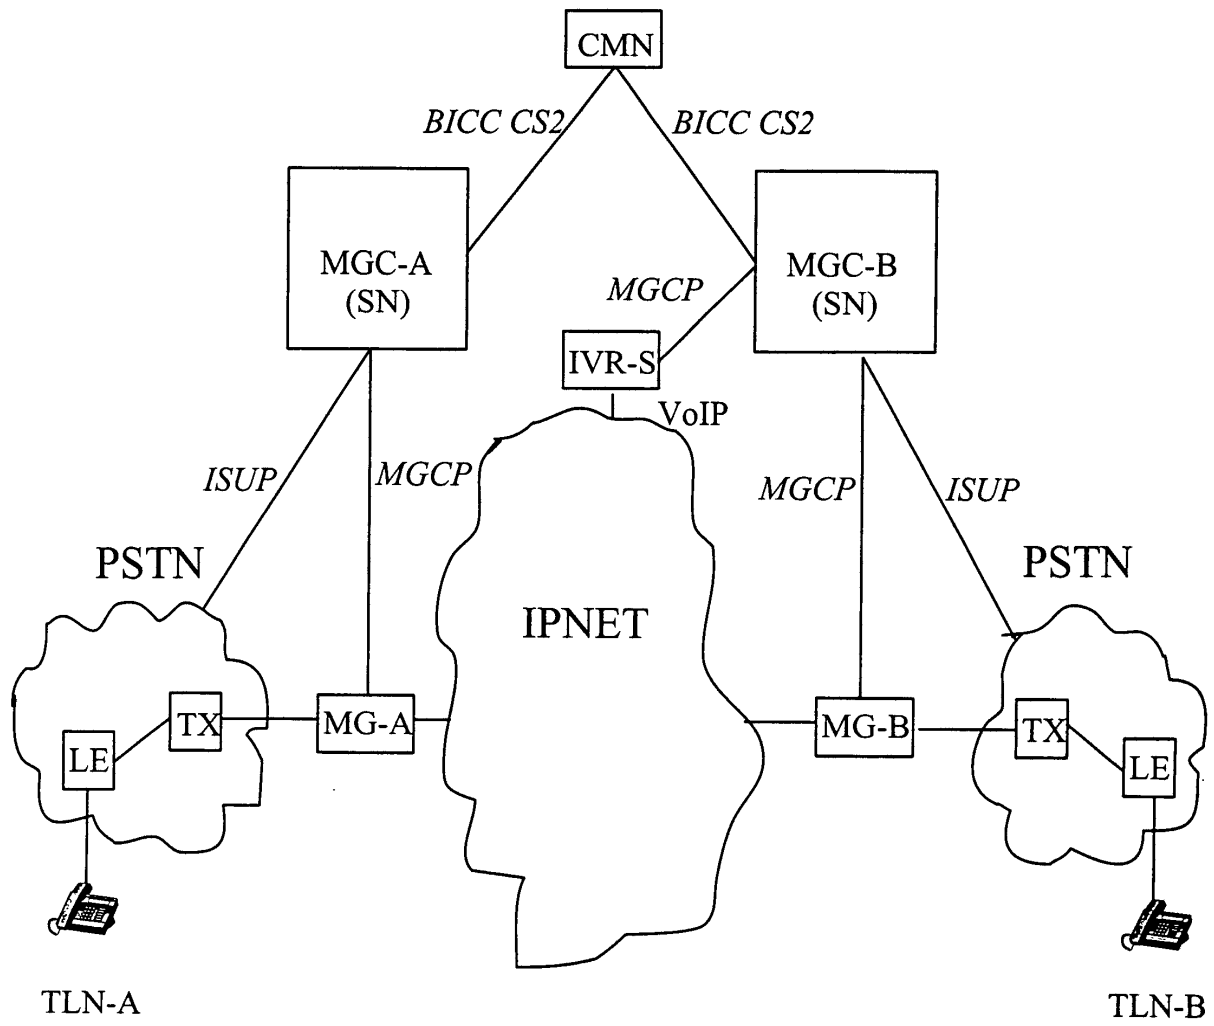 CMN
BICC CS2
BICC CS2
MGC-A
(SN)
MGC-B
(SN)
MGCP
IVR-S
VoIP
ISUP
MGCP
MGCP
ISUP
PSTN
PSTN
IPNET
TX
MG-A
MG-B
TX
LE
LE
TLN-A
TLN-B